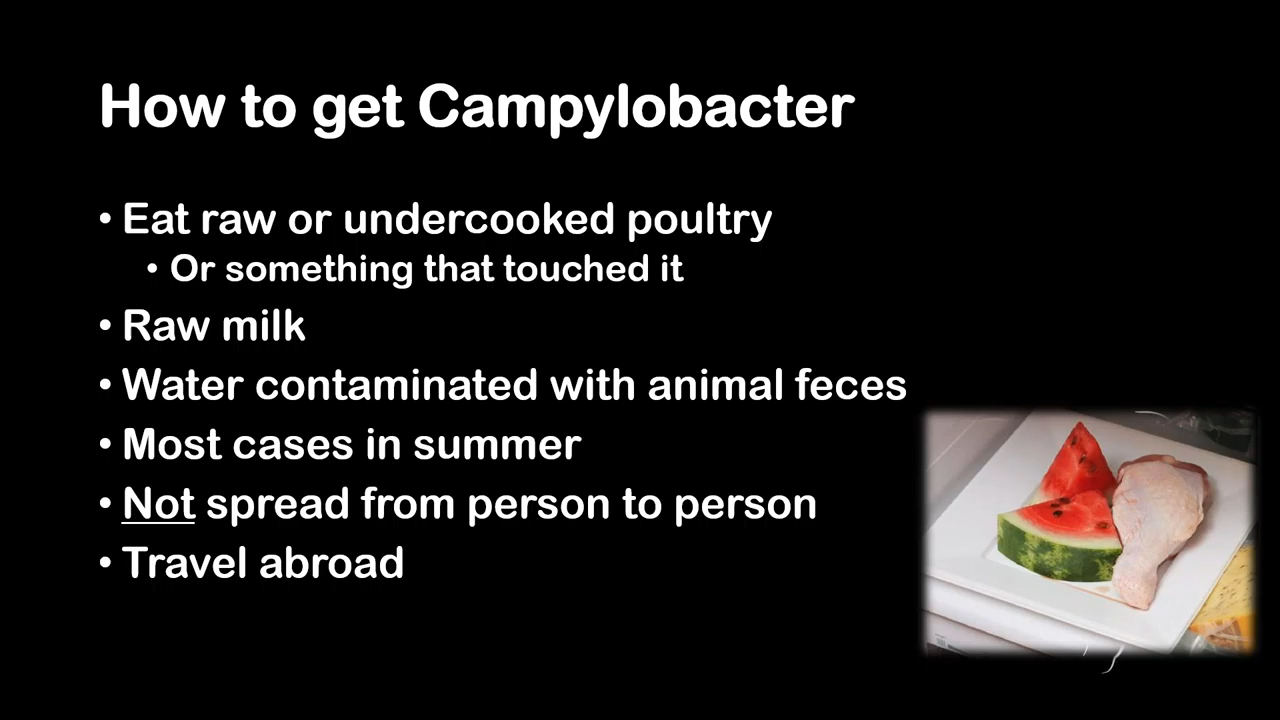 How to get Campylobacter
• Eat raw or undercooked poultry
• Or something that touched it
• Raw milk
• Water contaminated with animal feces
• Most cases in summer
• Not spread from person to person
• Travel abroad